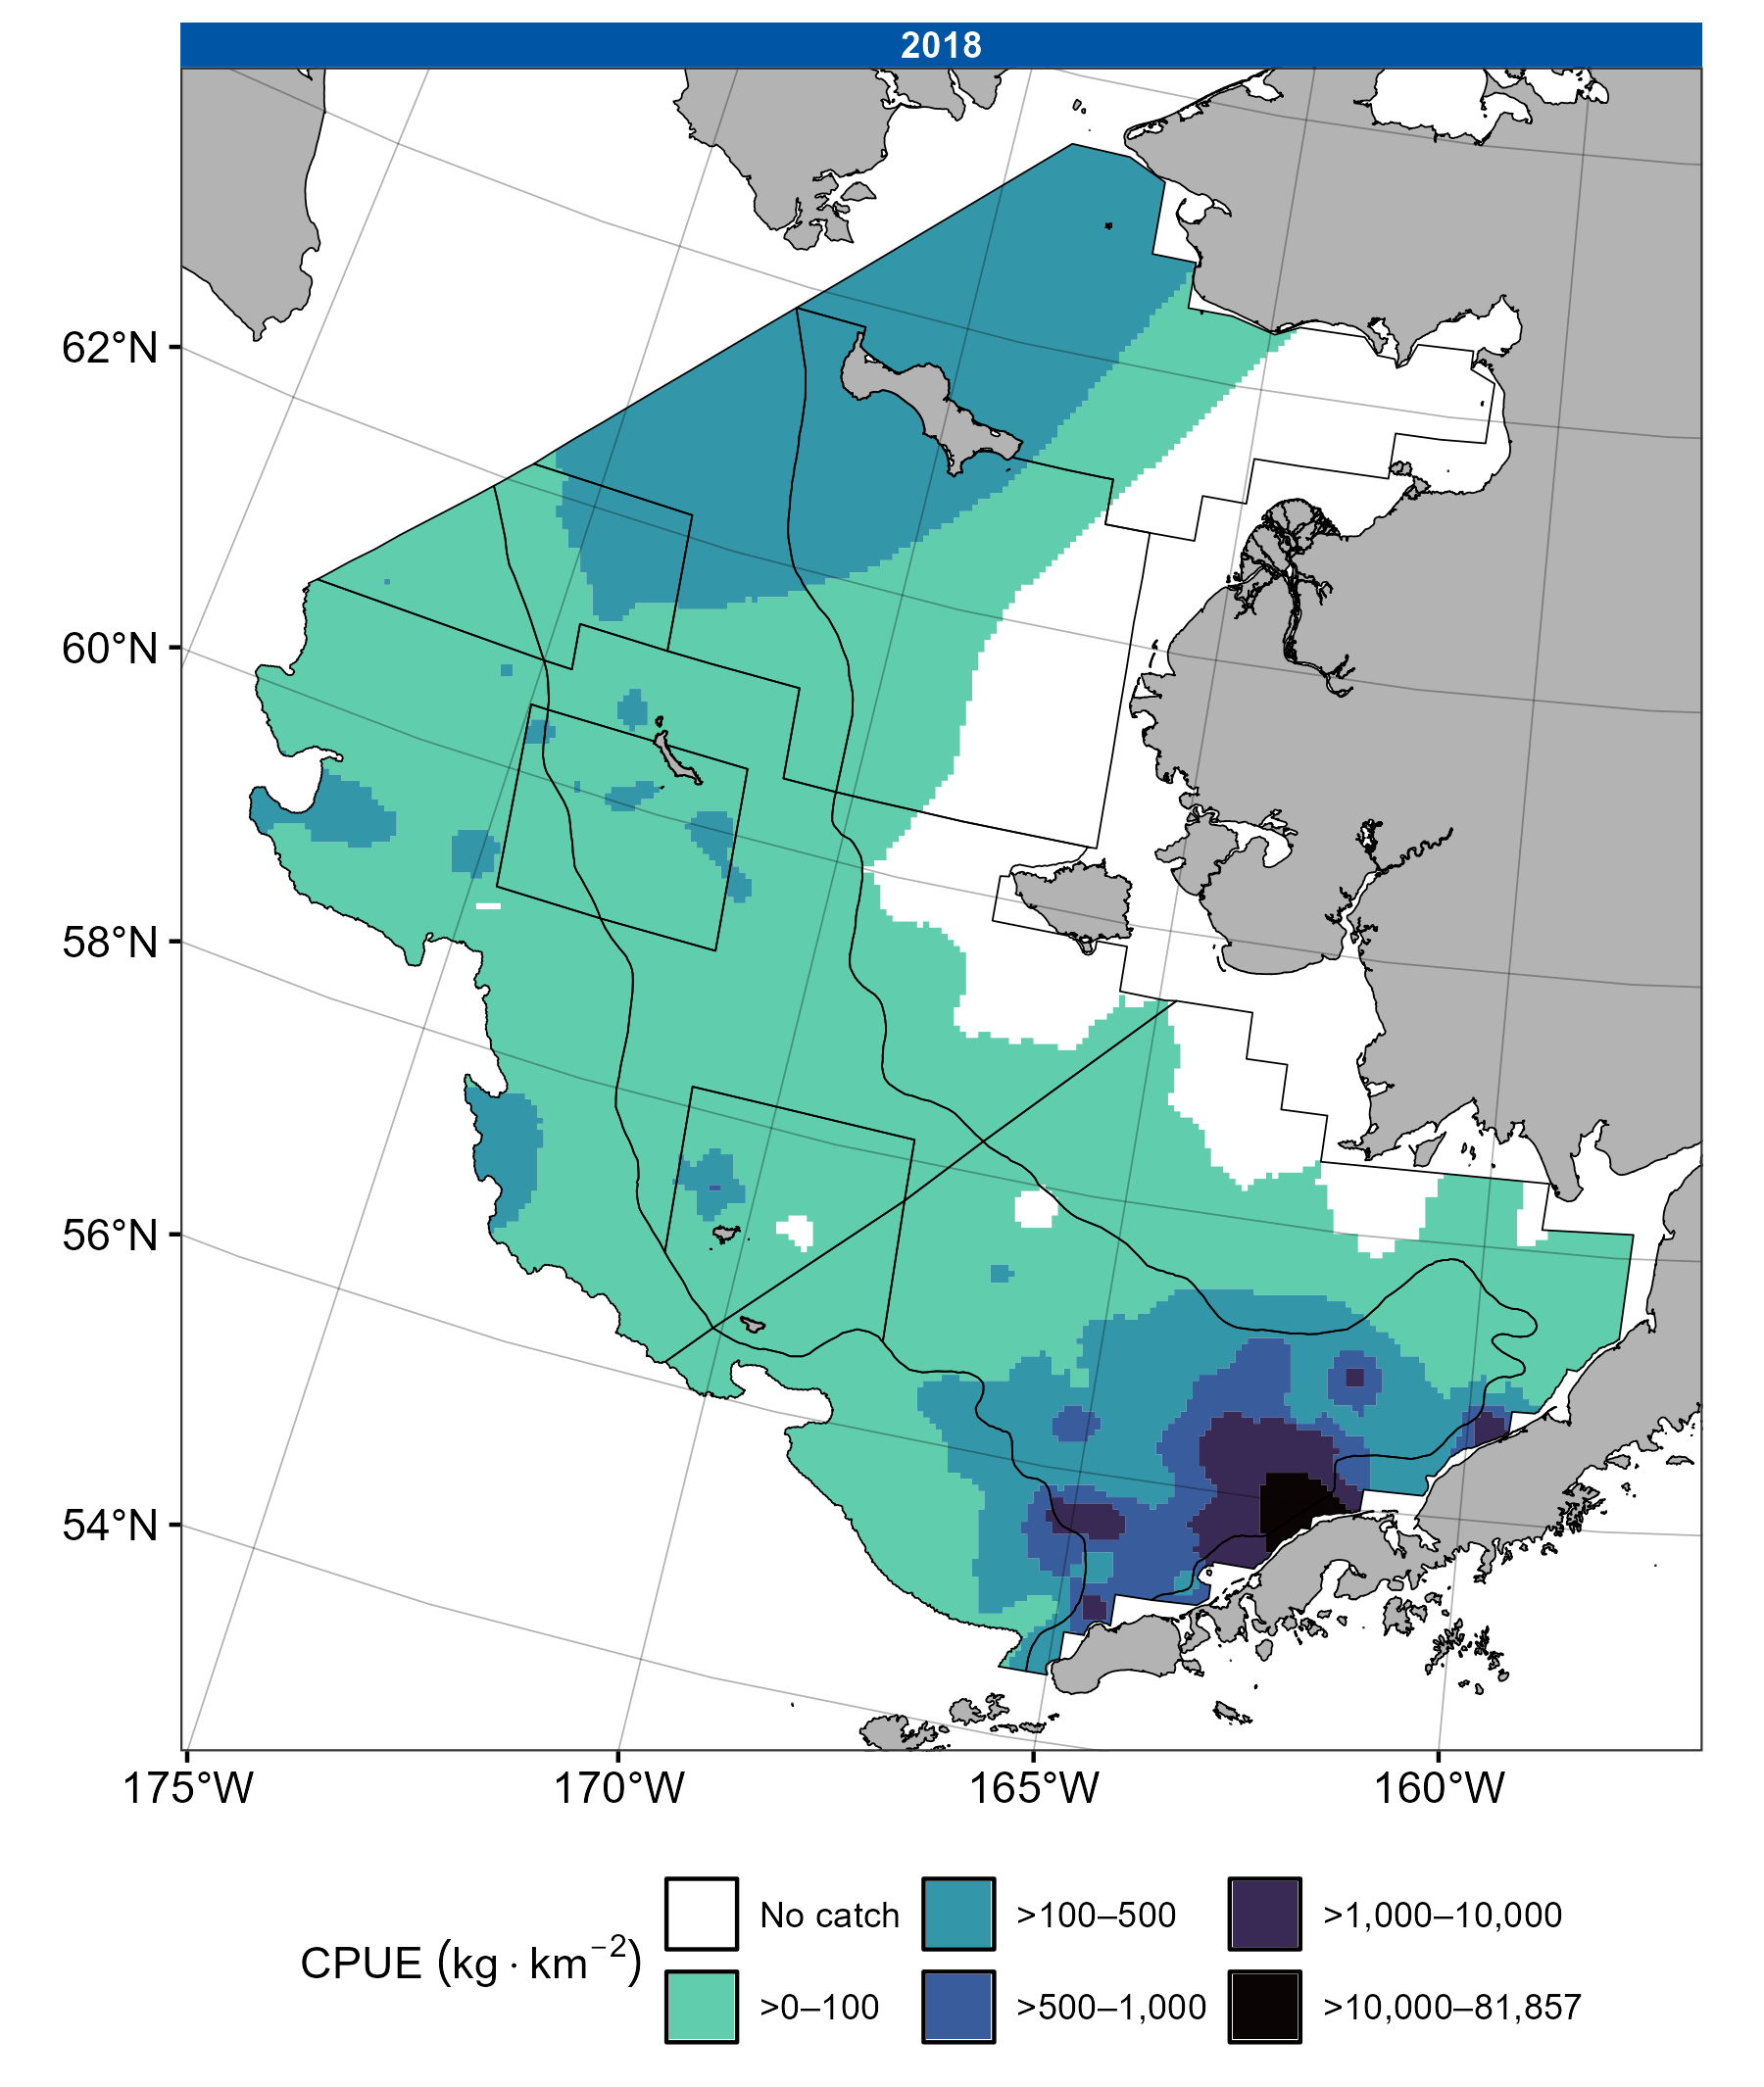 2018
62°N
60°N
58°N
56°N
54°N
175°W 170°W 165°W 160°W
CPUE (kg · km⁻²)
No catch >100–500 >1,000–10,000
>0–100 >500–1,000 >10,000–81,857